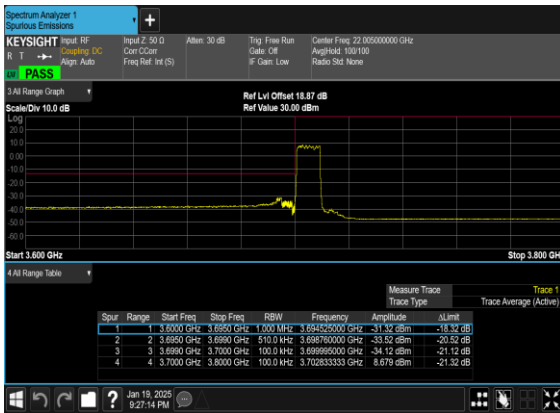 Spectrum Analyzer 1
Spurious Emissions
KEYSIGHT Input: RF Input Z: 50 Ω Atten: 30 dB Trig: Free Run Center Freq: 22.005000000 GHz
R T Coupling: DC Corr CCorr Gate: Off Avg|Hold: 100/100
Align: Auto Freq Ref: Int (S) IF Gain: Low Radio Std: None
PASS
3 All Range Graph
Ref Lvl Offset 18.87 dB
Scale/Div 10.0 dB Ref Value 30.00 dBm
Log
20.0
10.0
0.00
-10.0
-20.0
-30.0
-40.0
-50.0
-60.0
Start 3.600 GHz Stop 3.800 GH
4 All Range Table
Measure Trace Trace 1
Trace Type Trace Average (Active)
Spur Range Start Freq Stop Freq RBW Frequency Amplitude ΔLimit
1 1 3.6000 GHz 3.6950 GHz 1.000 MHz 3.694525000 GHz -31.32 dBm -18.32 dB
2 2 3.6950 GHz 3.6990 GHz 510.0 kHz 3.698760000 GHz -33.52 dBm -20.52 dB
3 3 3.6990 GHz 3.7000 GHz 100.0 kHz 3.699995000 GHz -34.12 dBm -21.12 dB
4 4 3.7000 GHz 3.8000 GHz 100.0 kHz 3.702833333 GHz 8.679 dBm -21.32 dB
Jan 19, 2025
9:27:14 PM